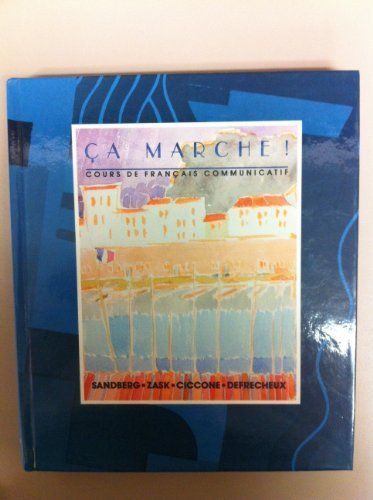 ÇA MARCHE!
COURS DE FRANÇAIS COMMUNICATIF
SANDBERG • ZASK • CICCONE • DEFRECHEUX